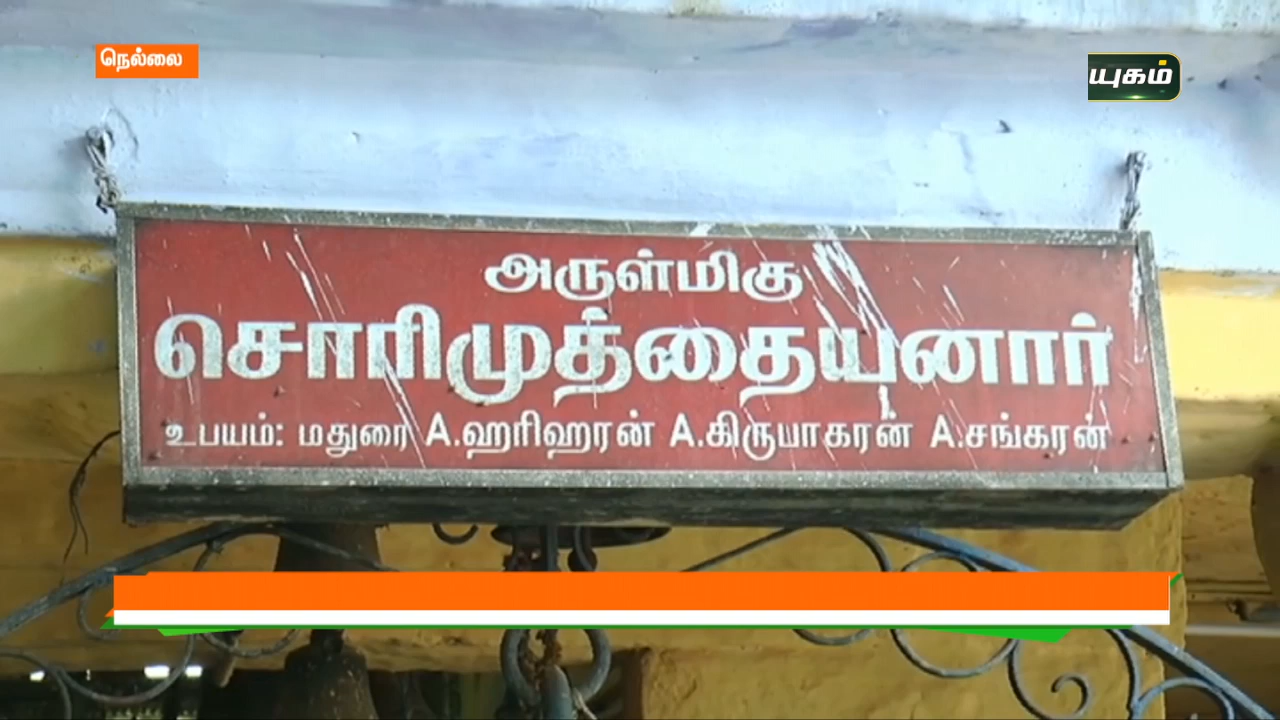 நெல்லை
யுகம்
அருள்மிகு
சொரிமுத்தையனார்
உபயம்: மதுரை A.ஹரிஹரன் A.கிருபாகரன் A.சங்கரன்